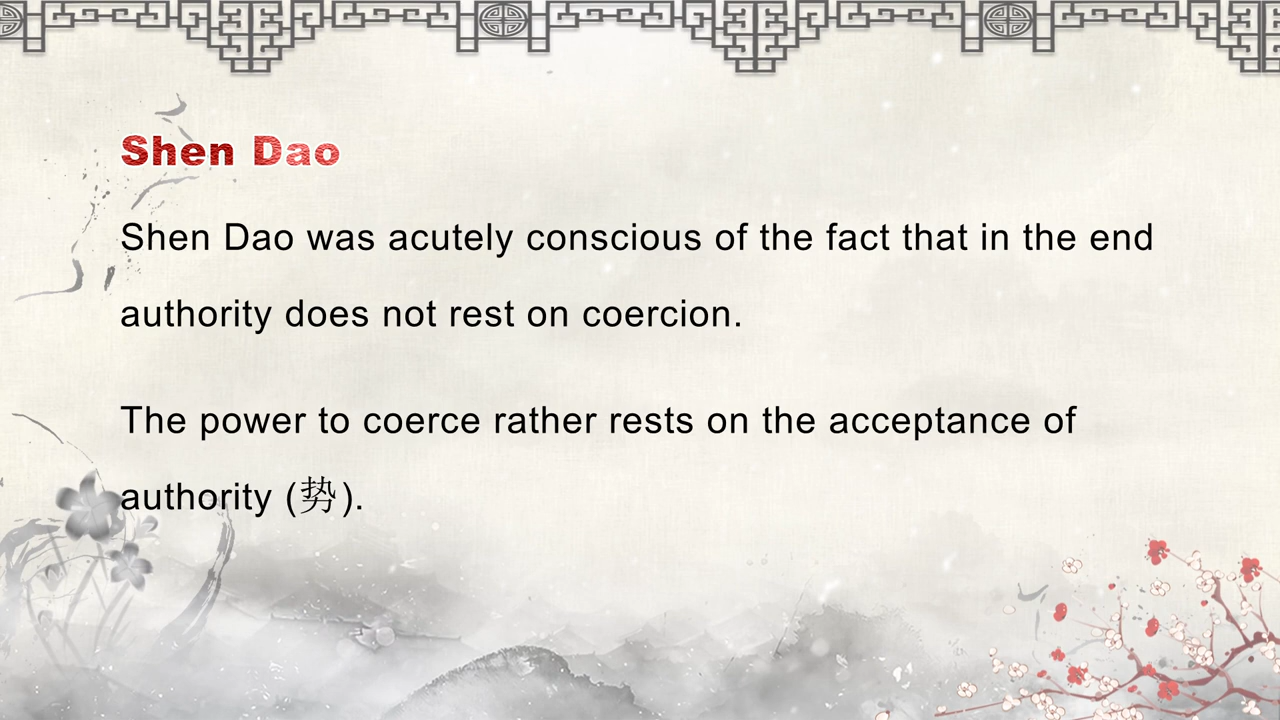 Shen Dao
Shen Dao was acutely conscious of the fact that in the end
authority does not rest on coercion.
The power to coerce rather rests on the acceptance of
authority (势).